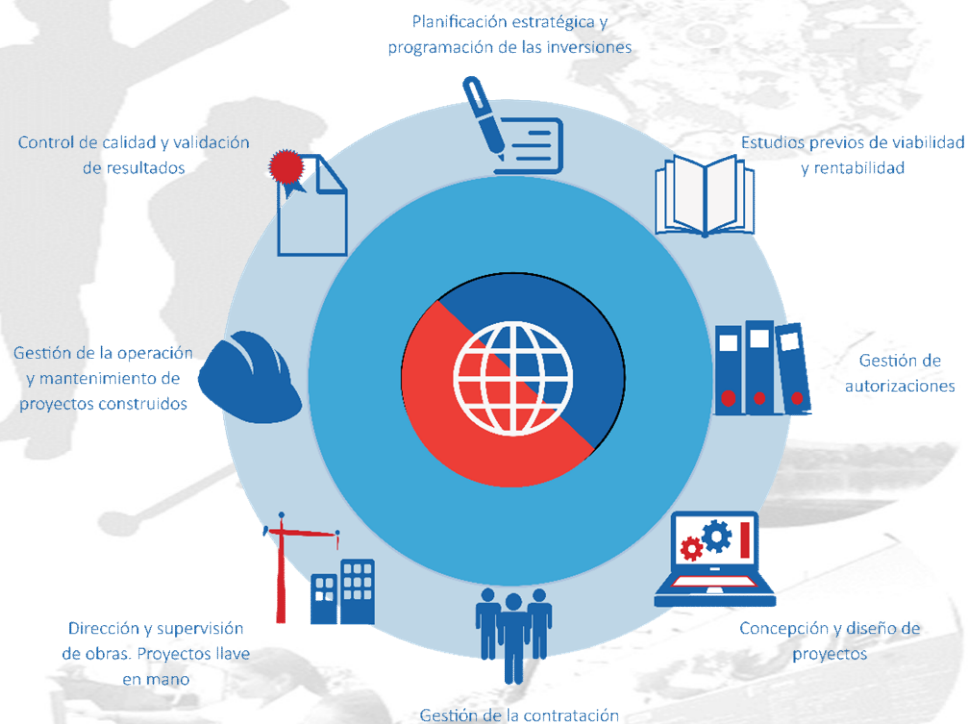 Planificación estratégica y
programación de las inversiones
Estudios previos de viabilidad
y rentabilidad
Gestión de
autorizaciones
Concepción y diseño de
proyectos
Gestión de la contratación
Dirección y supervisión
de obras. Proyectos llave
en mano
Gestión de la operación
y mantenimiento de
proyectos construidos
Control de calidad y validación
de resultados